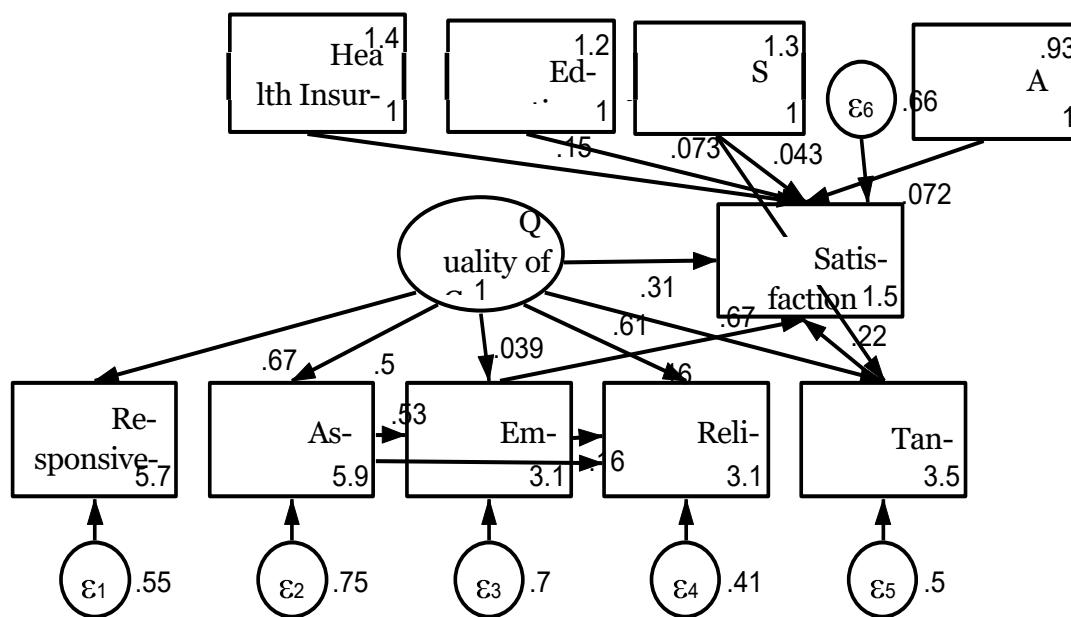 1.4
Hea
lth Insur-
1
1.2
Ed-
1
1.3
S
1
.93
A
1
ε6
.66
.15
.073
.043
.072
Q
uality of
1
Satis-
faction 1.5
.31
.67
.5
.039
.61
.67
.22
.16
Re-
sponsive-
5.7
As-
5.9
.53
Em-
3.1
.16
Reli-
3.1
Tan-
3.5
ε1 .55
ε2 .75
ε3 .7
ε4 .41
ε5 .5